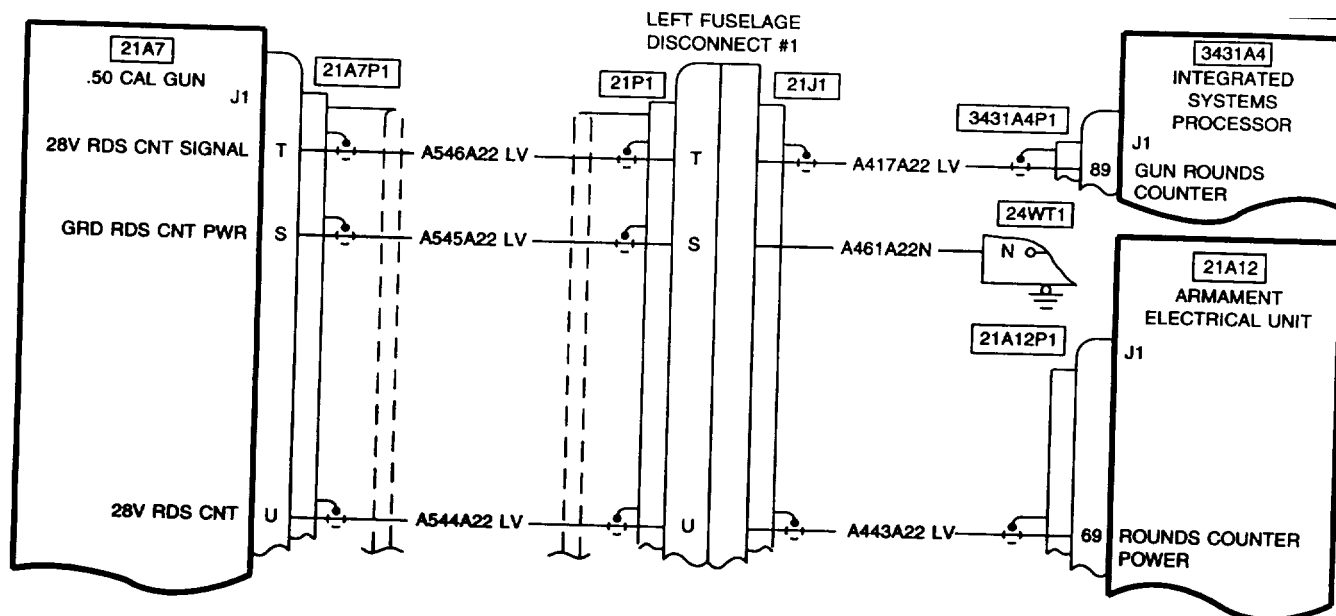 LEFT FUSELAGE
DISCONNECT #1
21A7
.50 CAL GUN
J1
21A7P1
28V RDS CNT SIGNAL
T
A546A22 LV
GRD RDS CNT PWR
S
A545A22 LV
28V RDS CNT
U
A544A22 LV
21P1
21J1
T
S
U
A417A22 LV
A461A22N
A443A22 LV
3431A4
INTEGRATED
SYSTEMS
PROCESSOR
3431A4P1
J1
89
GUN ROUNDS
COUNTER
24WT1
N
21A12
ARMAMENT
ELECTRICAL UNIT
21A12P1
J1
69
ROUNDS COUNTER
POWER